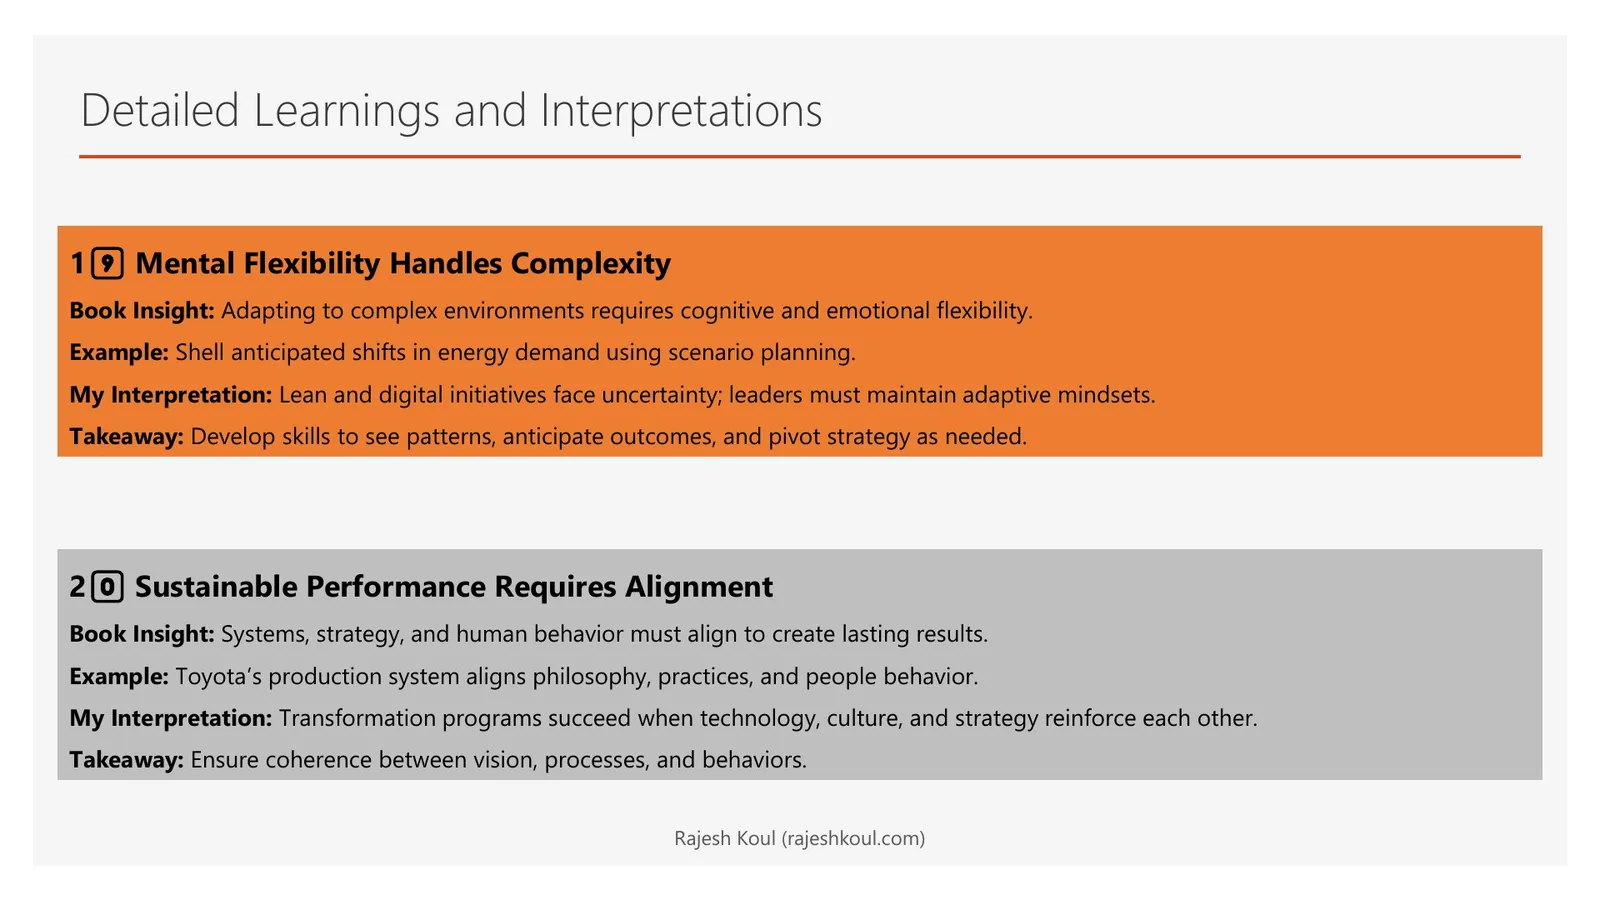 Detailed Learnings and Interpretations
19️⃣ Mental Flexibility Handles Complexity
Book Insight: Adapting to complex environments requires cognitive and emotional flexibility.
Example: Shell anticipated shifts in energy demand using scenario planning.
My Interpretation: Lean and digital initiatives face uncertainty; leaders must maintain adaptive mindsets.
Takeaway: Develop skills to see patterns, anticipate outcomes, and pivot strategy as needed.
20️⃣ Sustainable Performance Requires Alignment
Book Insight: Systems, strategy, and human behavior must align to create lasting results.
Example: Toyota’s production system aligns philosophy, practices, and people behavior.
My Interpretation: Transformation programs succeed when technology, culture, and strategy reinforce each other.
Takeaway: Ensure coherence between vision, processes, and behaviors.
Rajesh Koul (rajeshkoul.com)